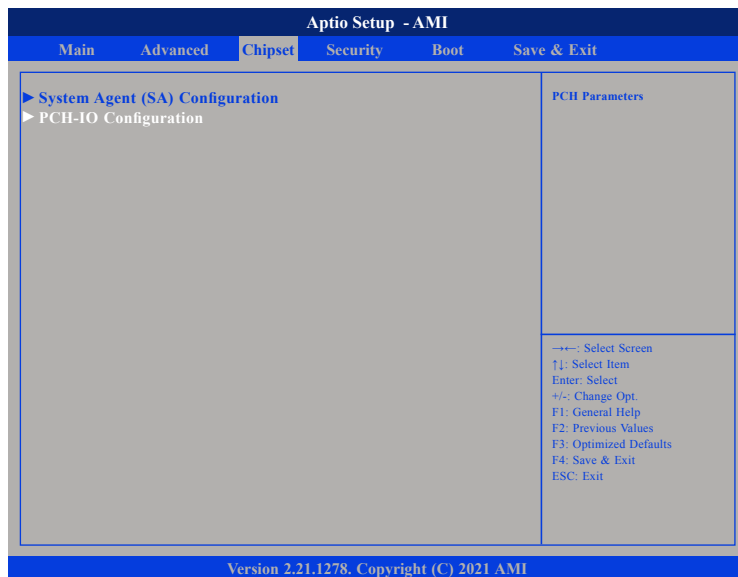 Aptio Setup - AMI
Main Advanced Chipset Security Boot Save & Exit
► System Agent (SA) Configuration
► PCH-IO Configuration
PCH Parameters
→←: Select Screen
↑↓: Select Item
Enter: Select
+/-: Change Opt.
F1: General Help
F2: Previous Values
F3: Optimized Defaults
F4: Save & Exit
ESC: Exit
Version 2.21.1278. Copyright (C) 2021 AMI